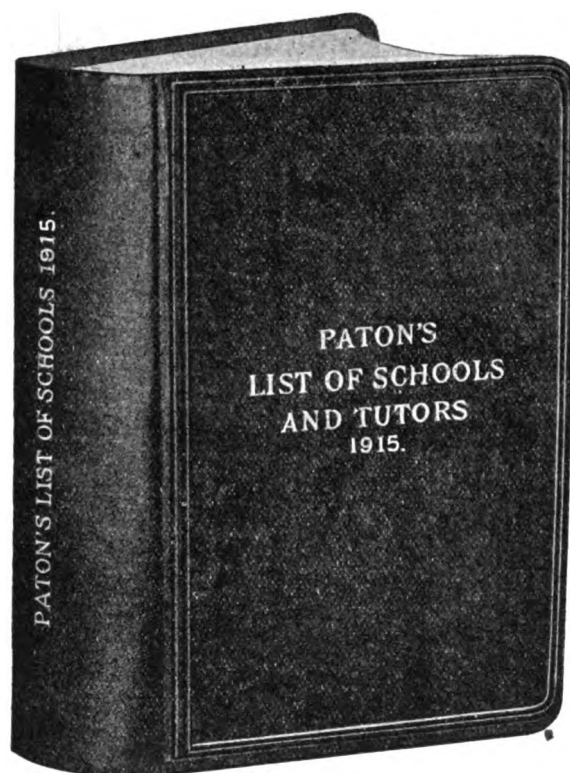 PATON'S LIST OF SCHOOLS 1915.
PATON'S
LIST OF SCHOOLS
AND TUTORS
1915.